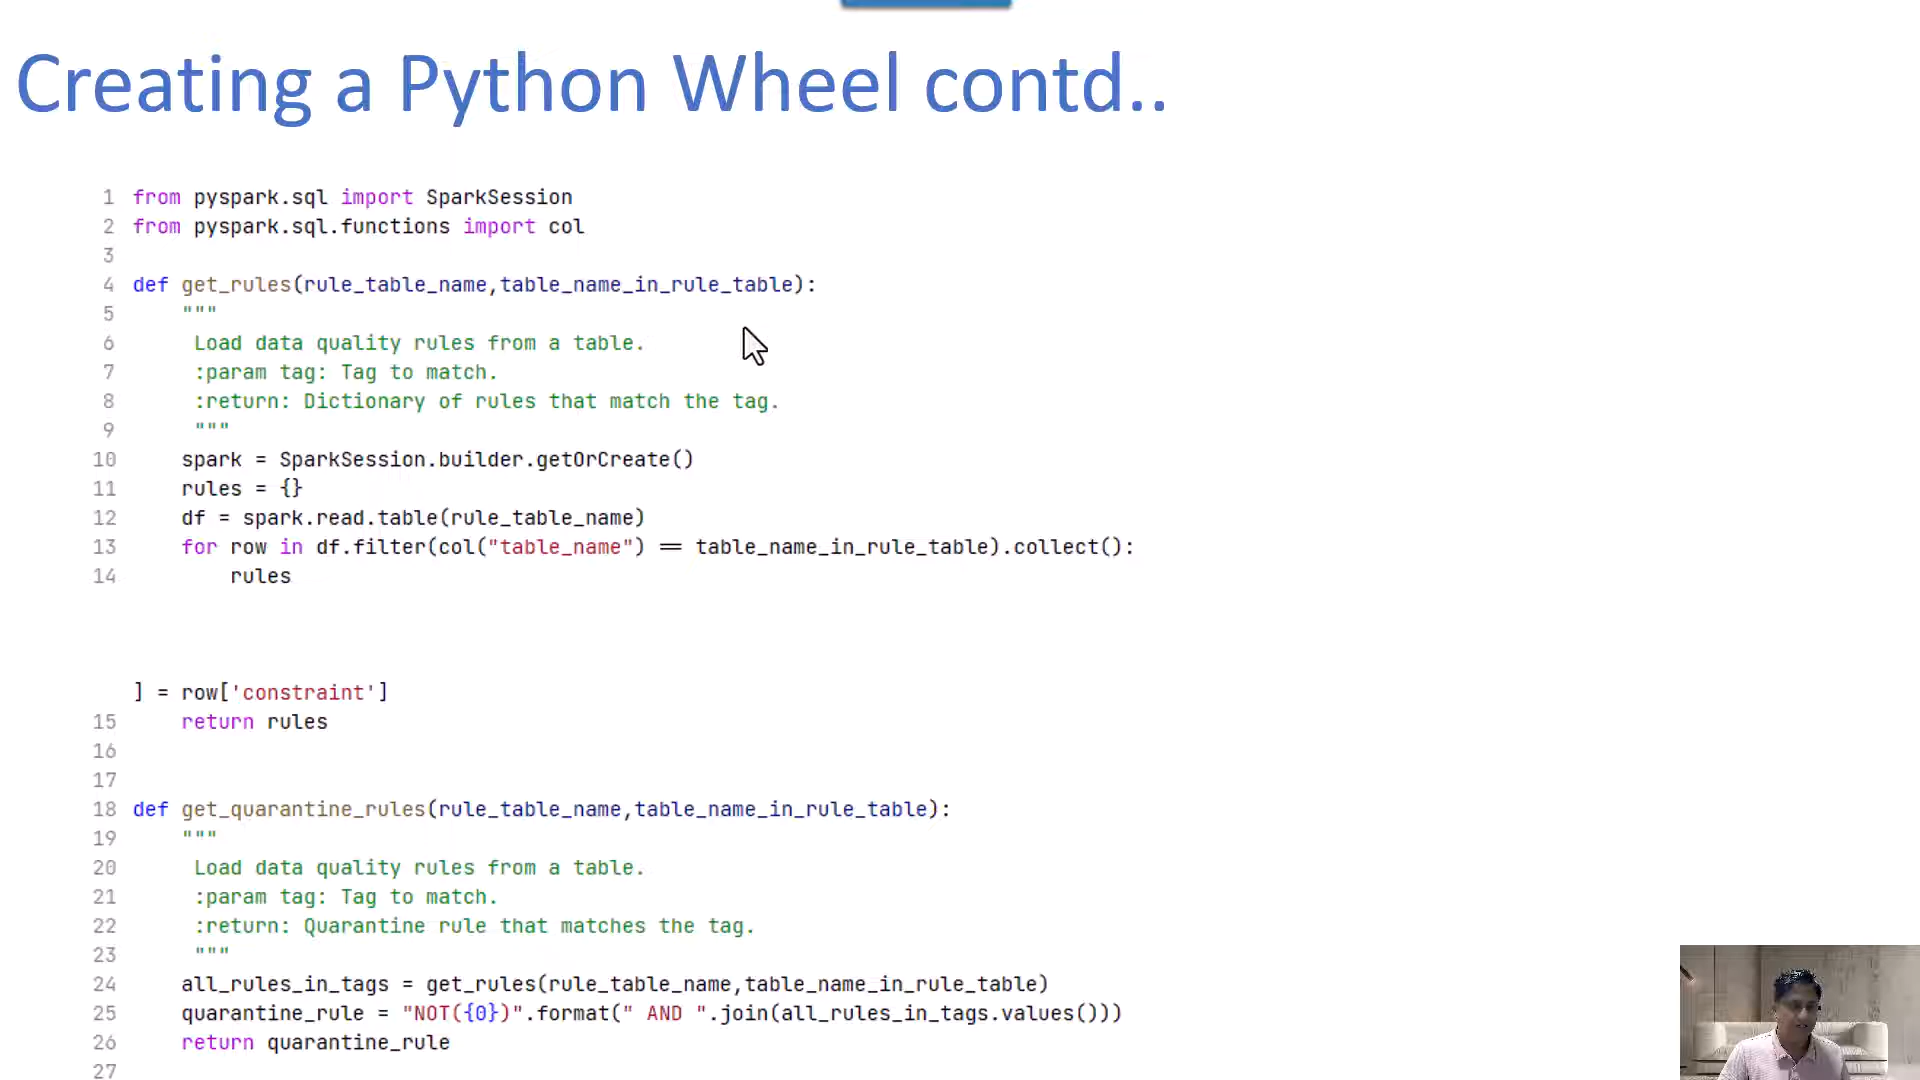 Creating a Python Wheel contd..
1 from pyspark.sql import SparkSession
2 from pyspark.sql.functions import col
3
4 def get_rules(rule_table_name,table_name_in_rule_table):
5     """
6      Load data quality rules from a table.
7      :param tag: Tag to match.
8      :return: Dictionary of rules that match the tag.
9      """
10     spark = SparkSession.builder.getOrCreate()
11     rules = {}
12     df = spark.read.table(rule_table_name)
13     for row in df.filter(col("table_name") == table_name_in_rule_table).collect():
14         rules
] = row['constraint']
15     return rules
16
17
18 def get_quarantine_rules(rule_table_name,table_name_in_rule_table):
19     """
20      Load data quality rules from a table.
21      :param tag: Tag to match.
22      :return: Quarantine rule that matches the tag.
23      """
24     all_rules_in_tags = get_rules(rule_table_name,table_name_in_rule_table)
25     quarantine_rule = "NOT({0})".format(" AND ".join(all_rules_in_tags.values()))
26     return quarantine_rule
27